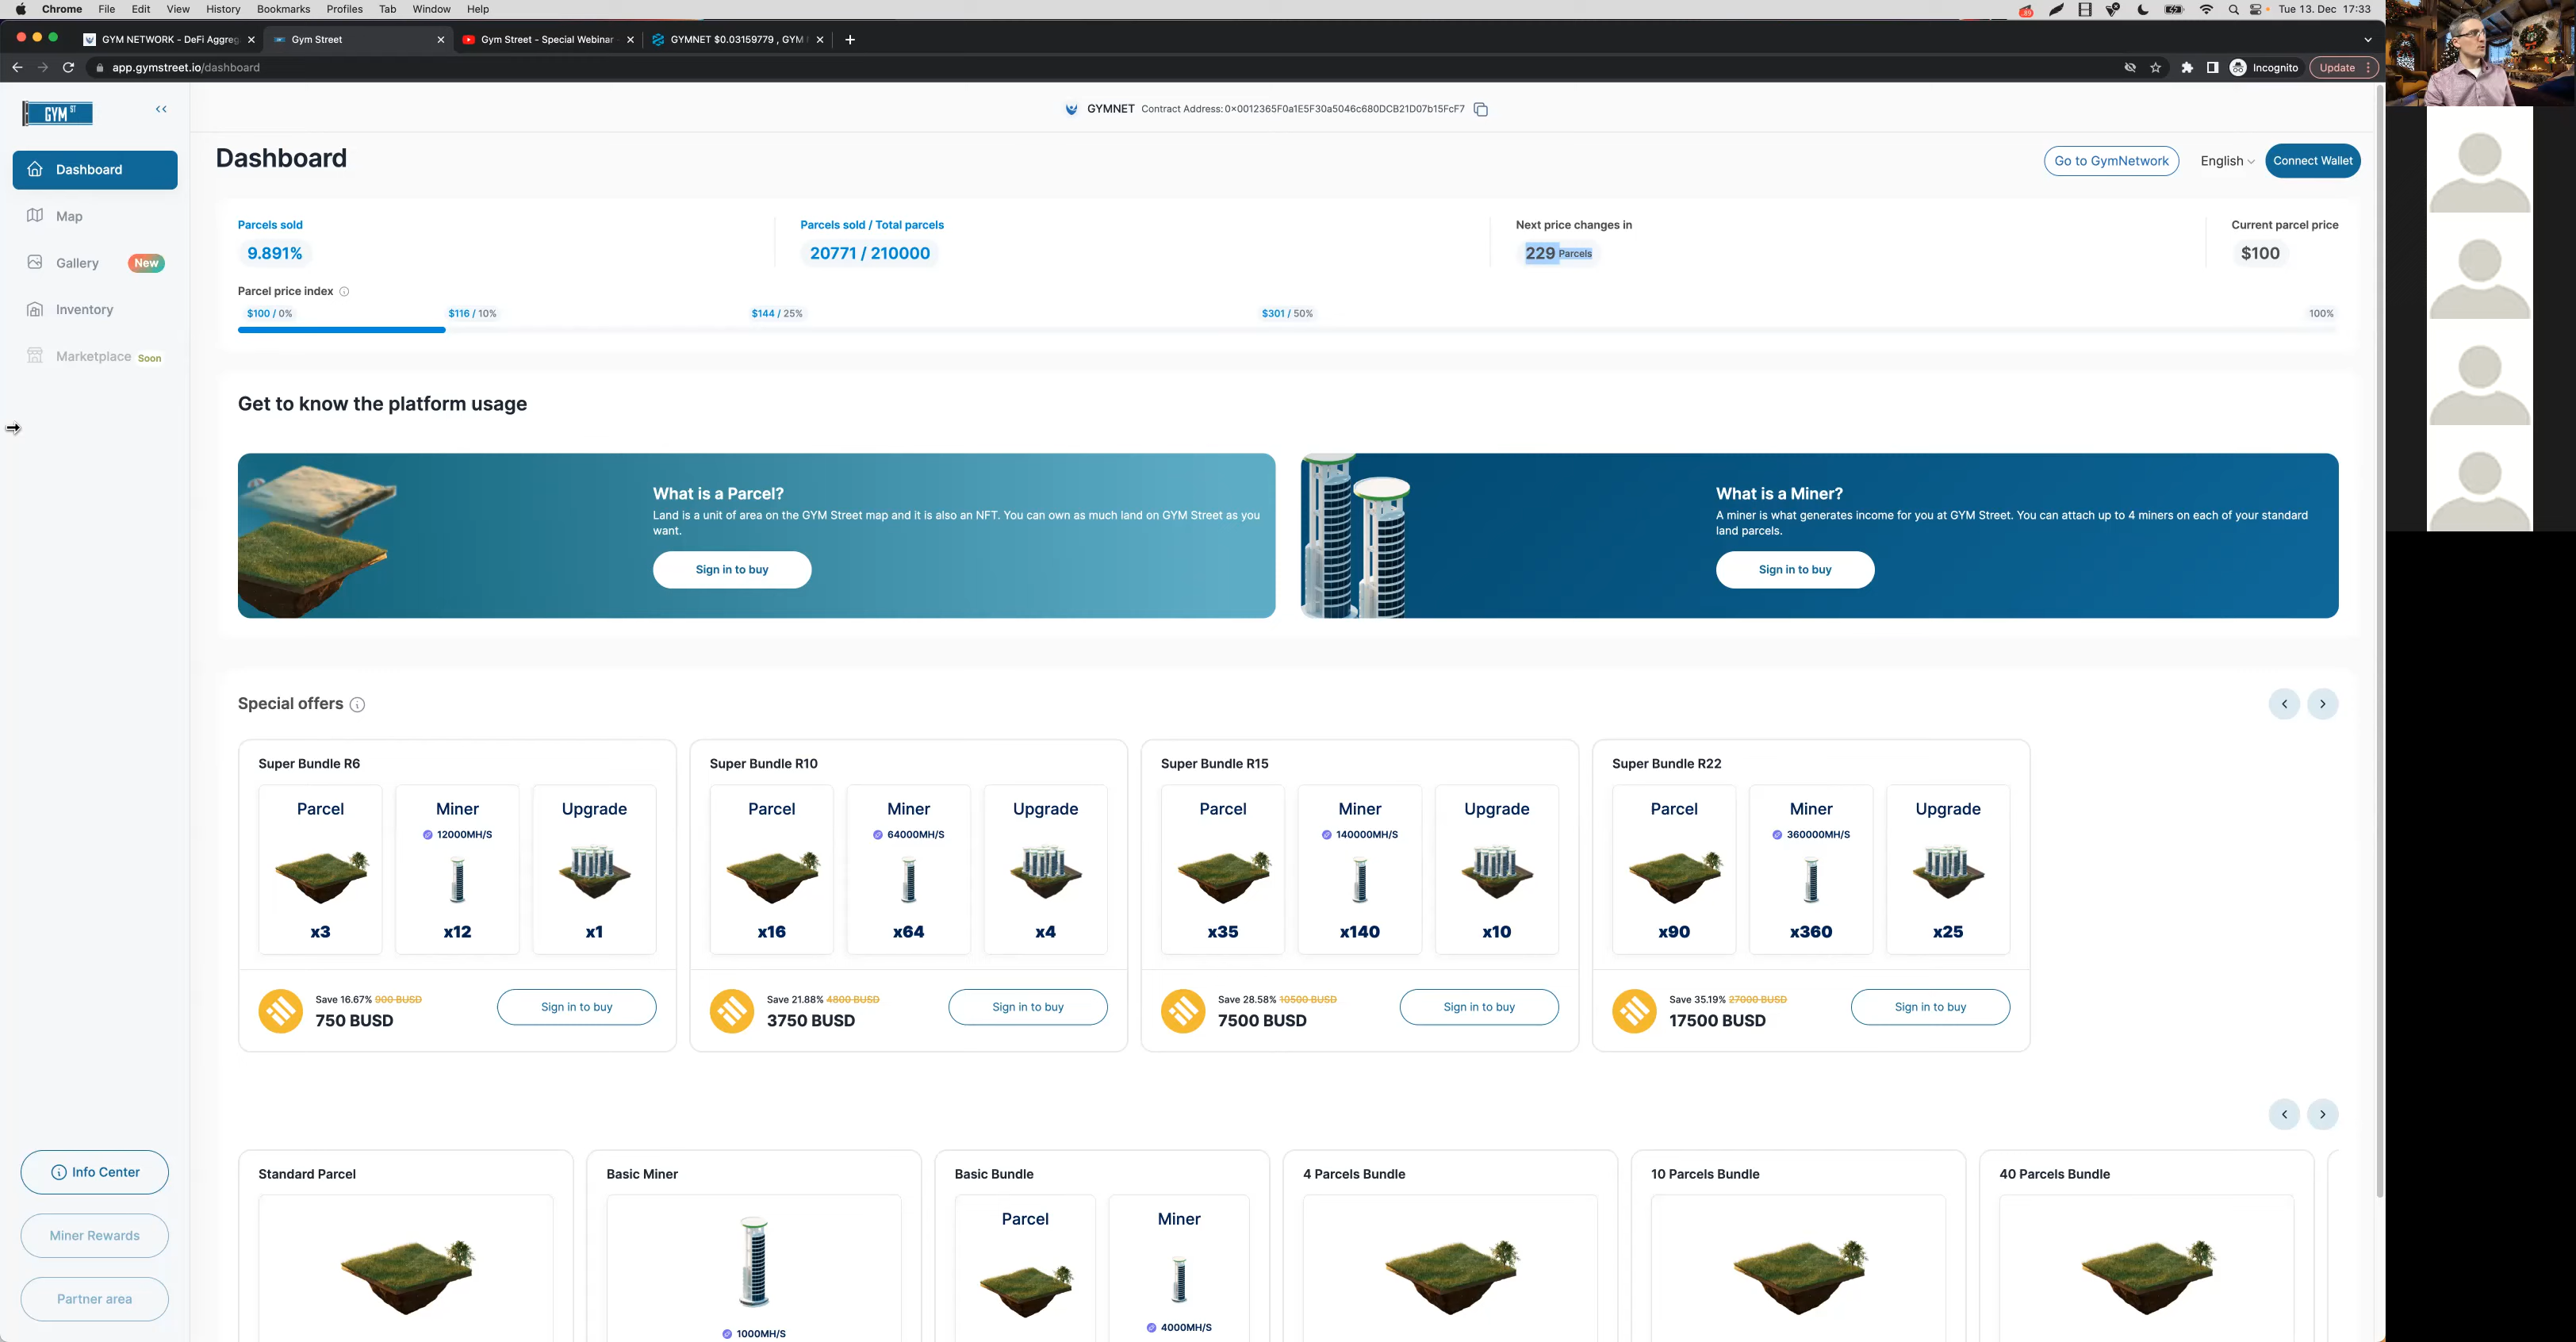 Chrome File Edit View History Bookmarks Profiles Tab Window Help
Tue 13. Dec 17:33
GYM NETWORK - DeFi Aggreg
Gym Street
Gym Street - Special Webinar
GYMNET $0.03159779 , GYM
app.gymstreet.io/dashboard
Incognito
Update
GYM ST
GYMNET Contract Address: 0x0012365F0a1E5F30a5046c680DCB21D07b15FcF7
Dashboard
Map
Gallery New
Inventory
Marketplace Soon
Info Center
Miner Rewards
Partner area
Dashboard
Go to GymNetwork
English
Connect Wallet
Parcels sold
9.891%
Parcels sold / Total parcels
20771 / 210000
Next price changes in
229 Parcels
Current parcel price
$100
Parcel price index
$100 / 0%
$116 / 10%
$144 / 25%
$301 / 50%
100%
Get to know the platform usage
What is a Parcel?
Land is a unit of area on the GYM Street map and it is also an NFT. You can own as much land on GYM Street as you
want.
Sign in to buy
What is a Miner?
A miner is what generates income for you at GYM Street. You can attach up to 4 miners on each of your standard
land parcels.
Sign in to buy
Special offers
Super Bundle R6
Parcel
x3
Miner
12000MH/S
x12
Upgrade
x1
Save 16.67% 900 BUSD
750 BUSD
Sign in to buy
Super Bundle R10
Parcel
x16
Miner
64000MH/S
x64
Upgrade
x4
Save 21.88% 4800 BUSD
3750 BUSD
Sign in to buy
Super Bundle R15
Parcel
x35
Miner
140000MH/S
x140
Upgrade
x10
Save 28.58% 10500 BUSD
7500 BUSD
Sign in to buy
Super Bundle R22
Parcel
x90
Miner
360000MH/S
x360
Upgrade
x25
Save 35.19% 27000 BUSD
17500 BUSD
Sign in to buy
Standard Parcel
Basic Miner
1000MH/S
Basic Bundle
Parcel
Miner
4000MH/S
4 Parcels Bundle
10 Parcels Bundle
40 Parcels Bundle